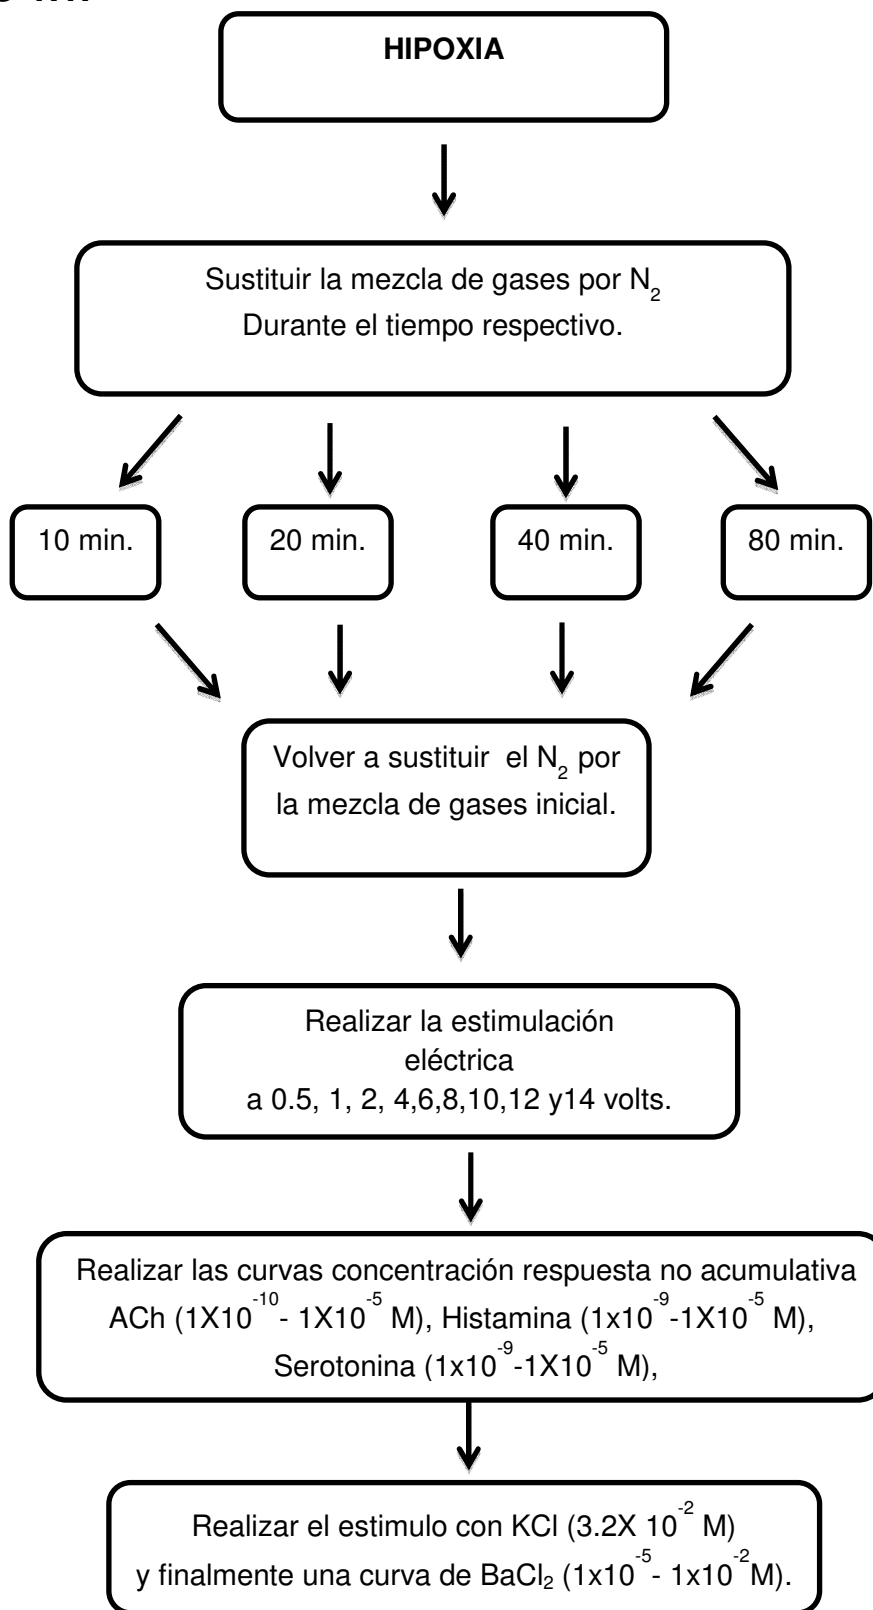 HIPOXIA
Sustituir la mezcla de gases por N₂
Durante el tiempo respectivo.
10 min.
20 min.
40 min.
80 min.
Volver a sustituir el N₂ por
la mezcla de gases inicial.
Realizar la estimulación
eléctrica
a 0.5, 1, 2, 4,6,8,10,12 y14 volts.
Realizar las curvas concentración respuesta no acumulativa
ACh (1X10⁻¹⁰- 1X10⁻⁵ M), Histamina (1x10⁻⁹-1X10⁻⁵ M),
Serotonina (1x10⁻⁹-1X10⁻⁵ M),
Realizar el estimulo con KCl (3.2X 10⁻² M)
y finalmente una curva de BaCl₂ (1x10⁻⁵- 1x10⁻²M).